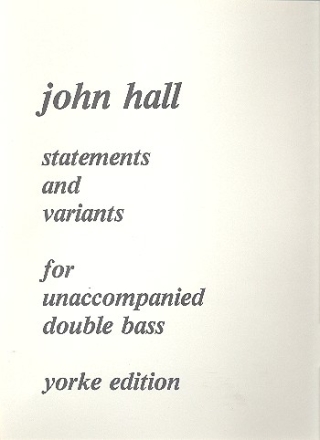 john hall
statements
and
variants
for
unaccompanied
double bass
yorke edition